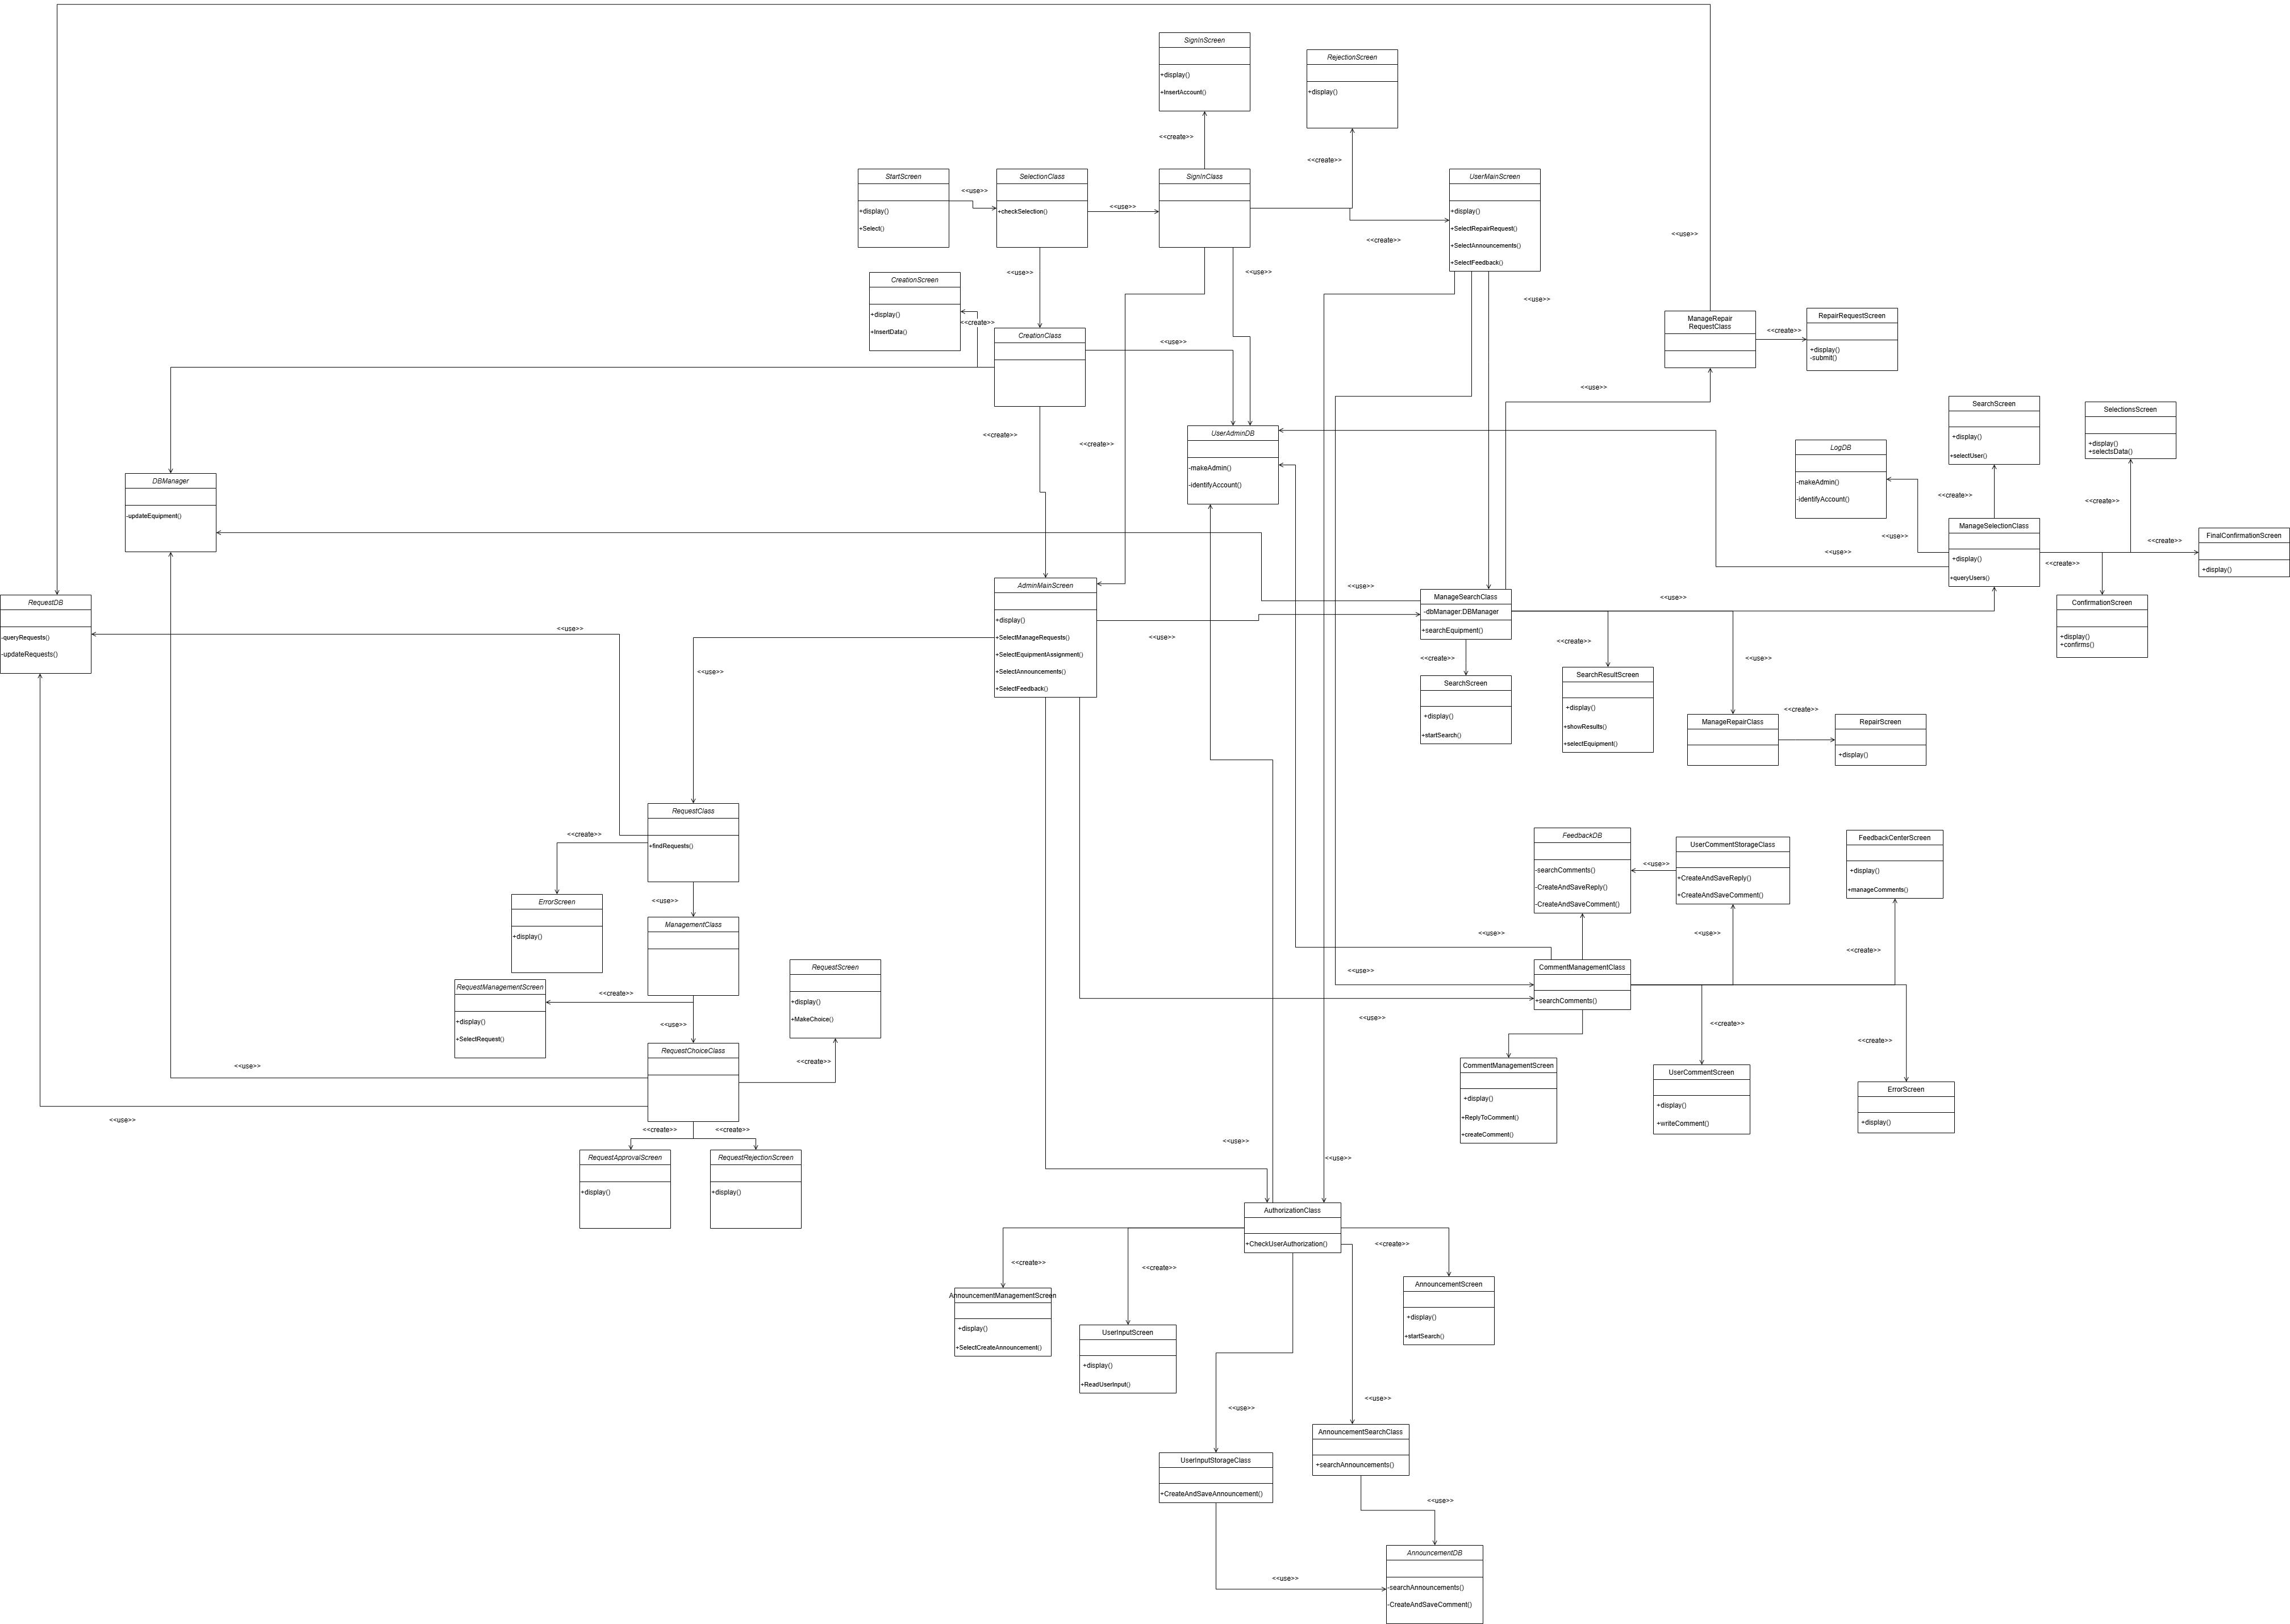 SignInScreen
+display()
+InsertAccount()
RejectionScreen
+display()
<<create>>
<<create>>
StartScreen
+display()
+Select()
<<use>>
SelectionClass
+checkSelection()
<<use>>
SignInClass
UserMainScreen
+display()
+SelectRepairRequest()
+SelectAnnouncements()
+SelectFeedback()
<<create>>
<<use>>
<<use>>
<<use>>
<<use>>
CreationScreen
+display()
+InsertData()
<<create>>
CreationClass
<<use>>
ManageRepair
RequestClass
<<create>>
RepairRequestScreen
+display()
-submit()
<<use>>
<<create>>
<<create>>
UserAdminDB
-makeAdmin()
-identifyAccount()
SearchScreen
+display()
+selectUser()
SelectionsScreen
+display()
+selectsData()
LogDB
-makeAdmin()
-identifyAccount()
<<create>>
<<create>>
DBManager
-updateEquipment()
ManageSelectionClass
+display()
+queryUsers()
<<use>>
<<use>>
<<create>>
<<create>>
FinalConfirmationScreen
+display()
ConfirmationScreen
+display()
+confirms()
RequestDB
-queryRequests()
-updateRequests()
<<use>>
AdminMainScreen
+display()
+SelectManageRequests()
+SelectEquipmentAssignment()
+SelectAnnouncements()
+SelectFeedback()
<<use>>
<<use>>
<<use>>
ManageSearchClass
-dbManager:DBManager
+searchEquipment()
<<use>>
<<create>>
<<create>>
<<use>>
SearchScreen
+display()
+startSearch()
SearchResultScreen
+display()
+showResults()
+selectEquipment()
ManageRepairClass
<<create>>
RepairScreen
+display()
RequestClass
+findRequests()
<<create>>
<<use>>
ErrorScreen
+display()
ManagementClass
FeedbackDB
-searchComments()
-CreateAndSaveReply()
-CreateAndSaveComment()
<<use>>
UserCommentStorageClass
+CreateAndSaveReply()
+CreateAndSaveComment()
FeedbackCenterScreen
+display()
+manageComments()
<<use>>
<<use>>
<<create>>
RequestManagementScreen
+display()
+SelectRequest()
<<create>>
<<use>>
RequestScreen
+display()
+MakeChoice()
<<use>>
CommentManagementClass
+searchComments()
<<use>>
<<create>>
<<create>>
RequestChoiceClass
<<create>>
<<use>>
<<use>>
<<create>>
<<create>>
RequestApprovalScreen
+display()
RequestRejectionScreen
+display()
CommentManagementScreen
+display()
+ReplyToComment()
+createComment()
UserCommentScreen
+display()
+writeComment()
ErrorScreen
+display()
<<use>>
<<use>>
AuthorizationClass
+CheckUserAuthorization()
<<create>>
<<create>>
<<create>>
AnnouncementManagementScreen
+display()
+SelectCreateAnnouncement()
UserInputScreen
+display()
+ReadUserInput()
AnnouncementScreen
+display()
+startSearch()
<<use>>
<<use>>
AnnouncementSearchClass
+searchAnnouncements()
UserInputStorageClass
+CreateAndSaveAnnouncement()
<<use>>
<<use>>
AnnouncementDB
-searchAnnouncements()
-CreateAndSaveComment()